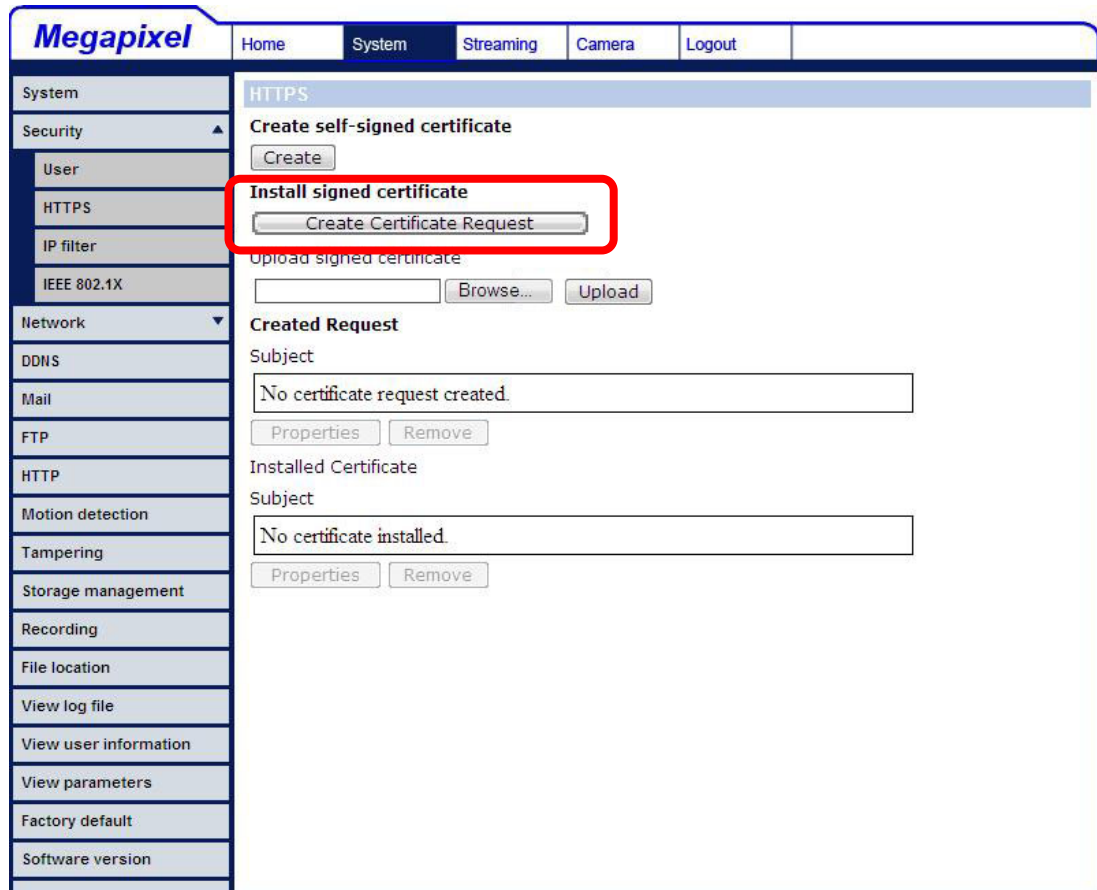 Megapixel
Home System Streaming Camera Logout
System
Security
User
HTTPS
IP filter
IEEE 802.1X
Network
DDNS
Mail
FTP
HTTP
Motion detection
Tampering
Storage management
Recording
File location
View log file
View user information
View parameters
Factory default
Software version
HTTPS
Create self-signed certificate
Create
Install signed certificate
Create Certificate Request
Upload signed certificate
Browse... Upload
Created Request
Subject
No certificate request created.
Properties Remove
Installed Certificate
Subject
No certificate installed.
Properties Remove